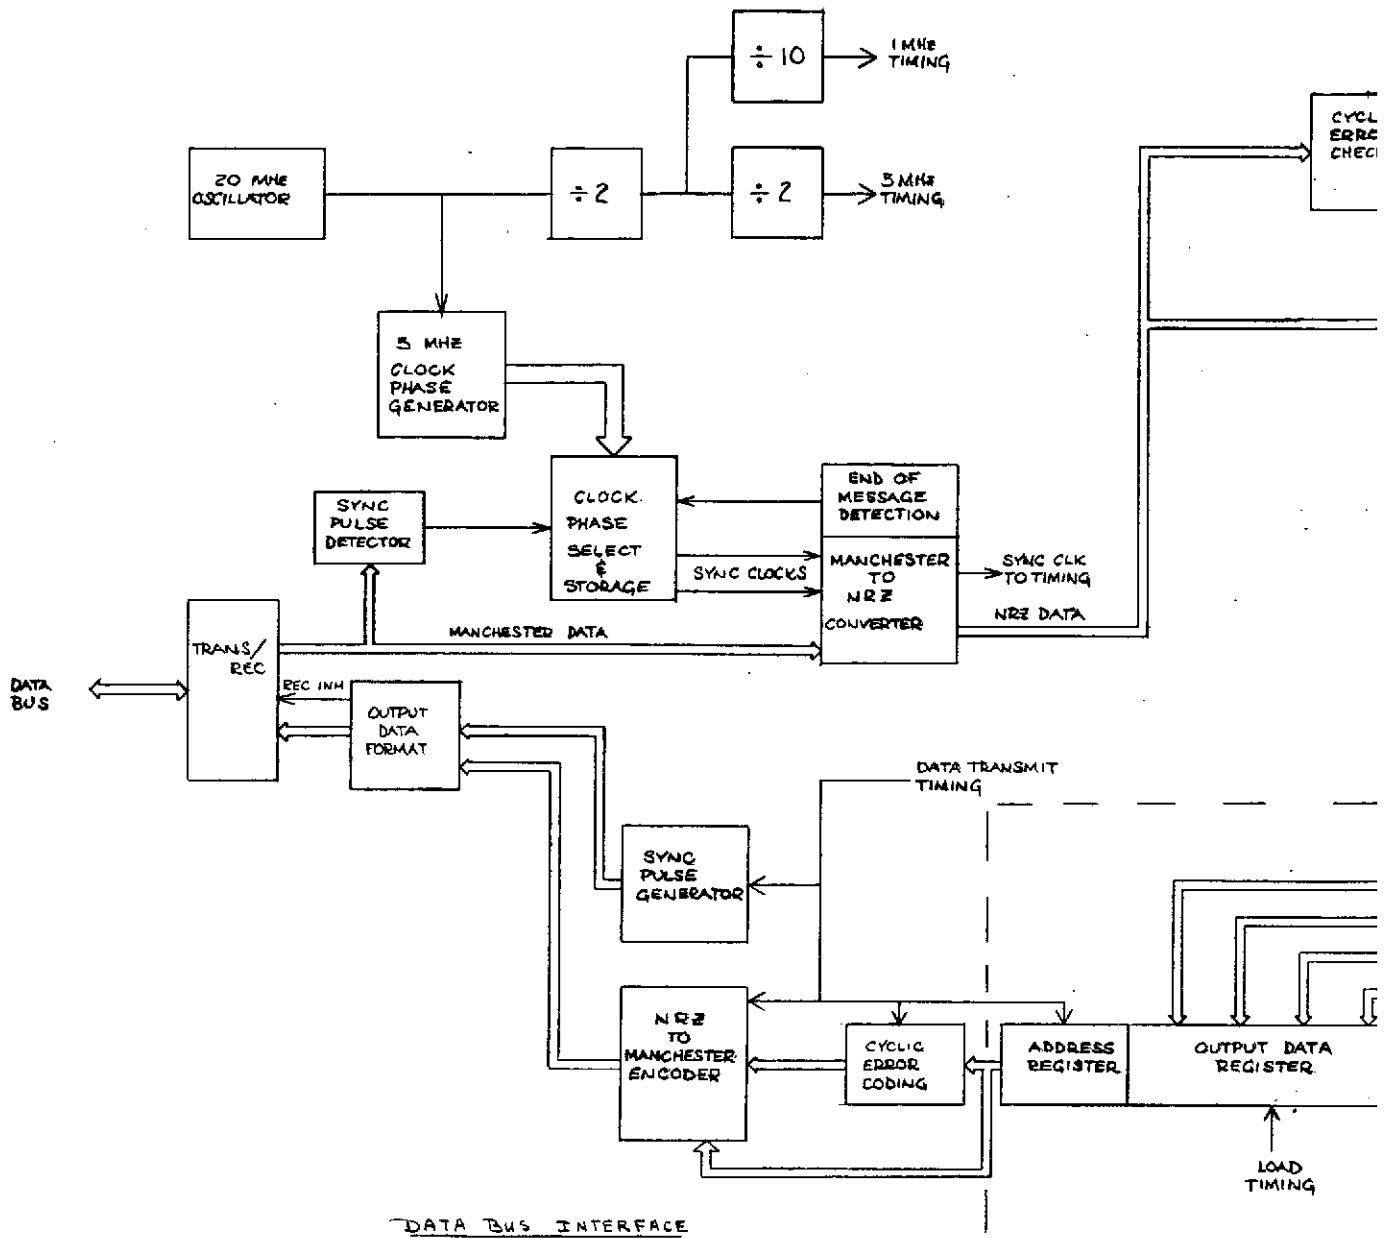 ÷ 10
1 MHZ
TIMING
CYCL
ERRO
CHEC
20 MHZ
OSCILLATOR
÷ 2
÷ 2
5 MHZ
TIMING
5 MHZ
CLOCK
PHASE
GENERATOR
SYNC
PULSE
DETECTOR
CLOCK
PHASE
SELECT
&
STORAGE
END OF
MESSAGE
DETECTION
SYNC CLOCKS
MANCHESTER
TO
NRZ
CONVERTER
SYNC CLK
TO TIMING
NRZ DATA
MANCHESTER DATA
TRANS/
REC
DATA
BUS
REC INH
OUTPUT
DATA
FORMAT
DATA TRANSMIT
TIMING
SYNC
PULSE
GENERATOR
NRZ
TO
MANCHESTER
ENCODER
CYCLIC
ERROR
CODING
ADDRESS
REGISTER
OUTPUT DATA
REGISTER
LOAD
TIMING
DATA BUS INTERFACE